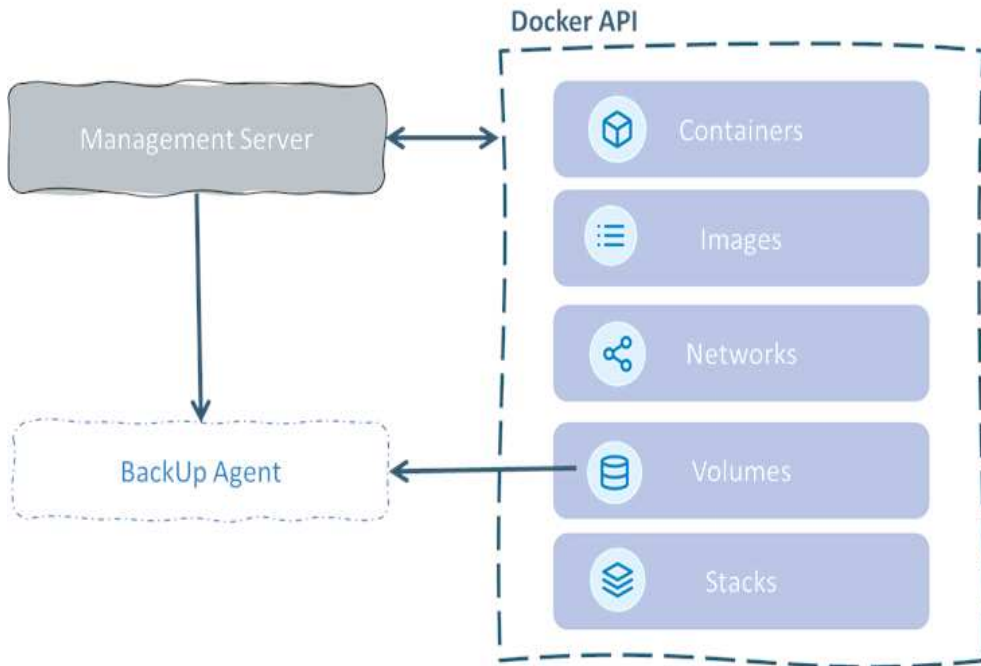 Docker API
Management Server
Containers
Images
Networks
BackUp Agent
Volumes
Stacks